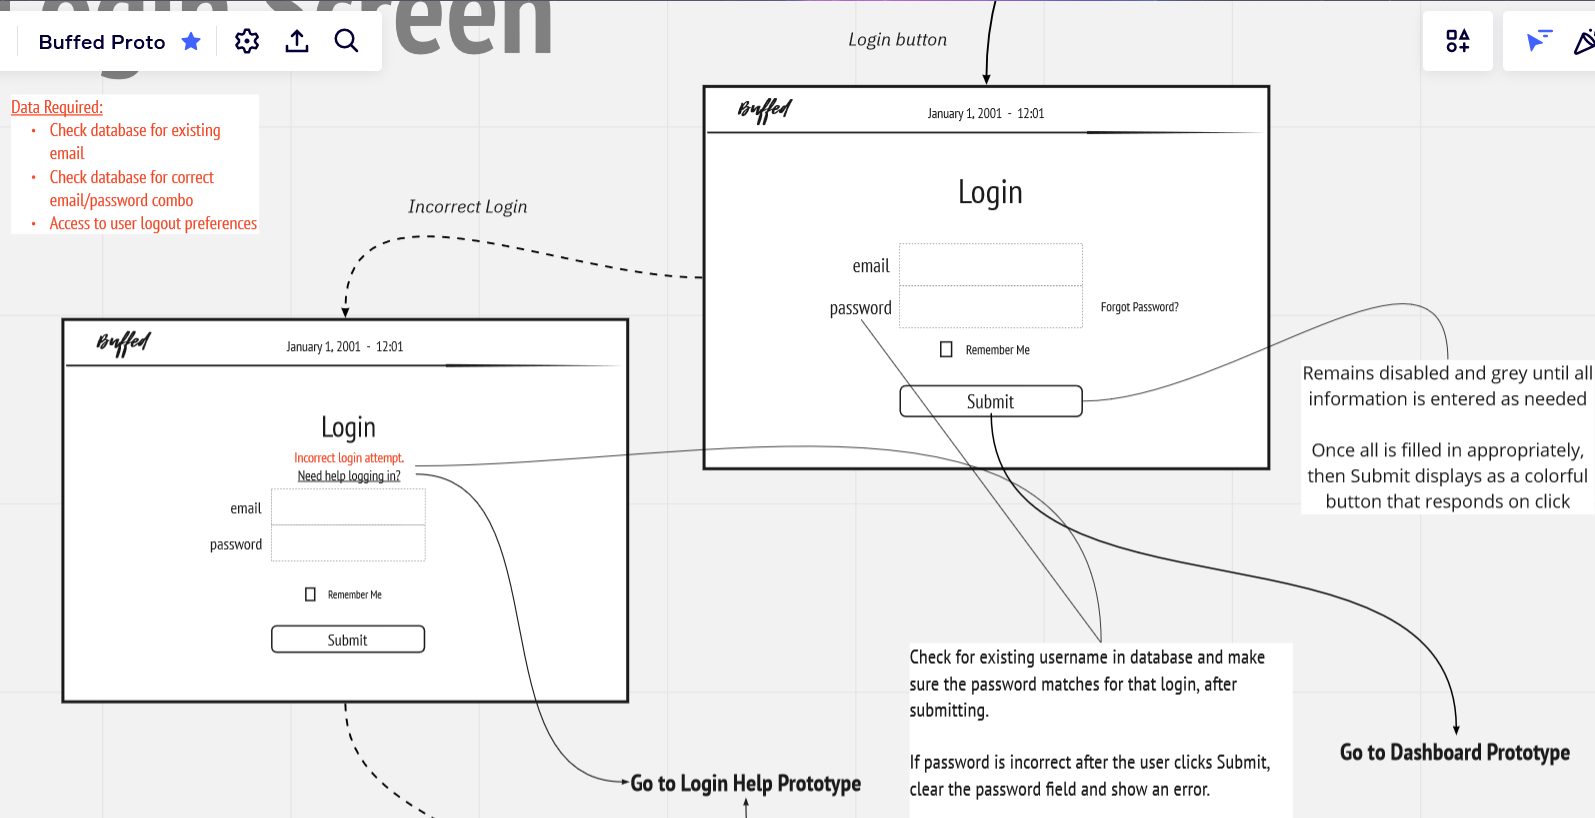 Login Screen
Buffed Proto
Data Required:
• Check database for existing
email
• Check database for correct
email/password combo
• Access to user logout preferences
Login button
Incorrect Login
Buffed
January 1, 2001 - 12:01
Login
email
password
Forgot Password?
Remember Me
Submit
Remains disabled and grey until all
information is entered as needed
Once all is filled in appropriately,
then Submit displays as a colorful
button that responds on click
Buffed
January 1, 2001 - 12:01
Login
Incorrect login attempt.
Need help logging in?
email
password
Remember Me
Submit
Go to Login Help Prototype
Check for existing username in database and make
sure the password matches for that login, after
submitting.
If password is incorrect after the user clicks Submit,
clear the password field and show an error.
Go to Dashboard Prototype